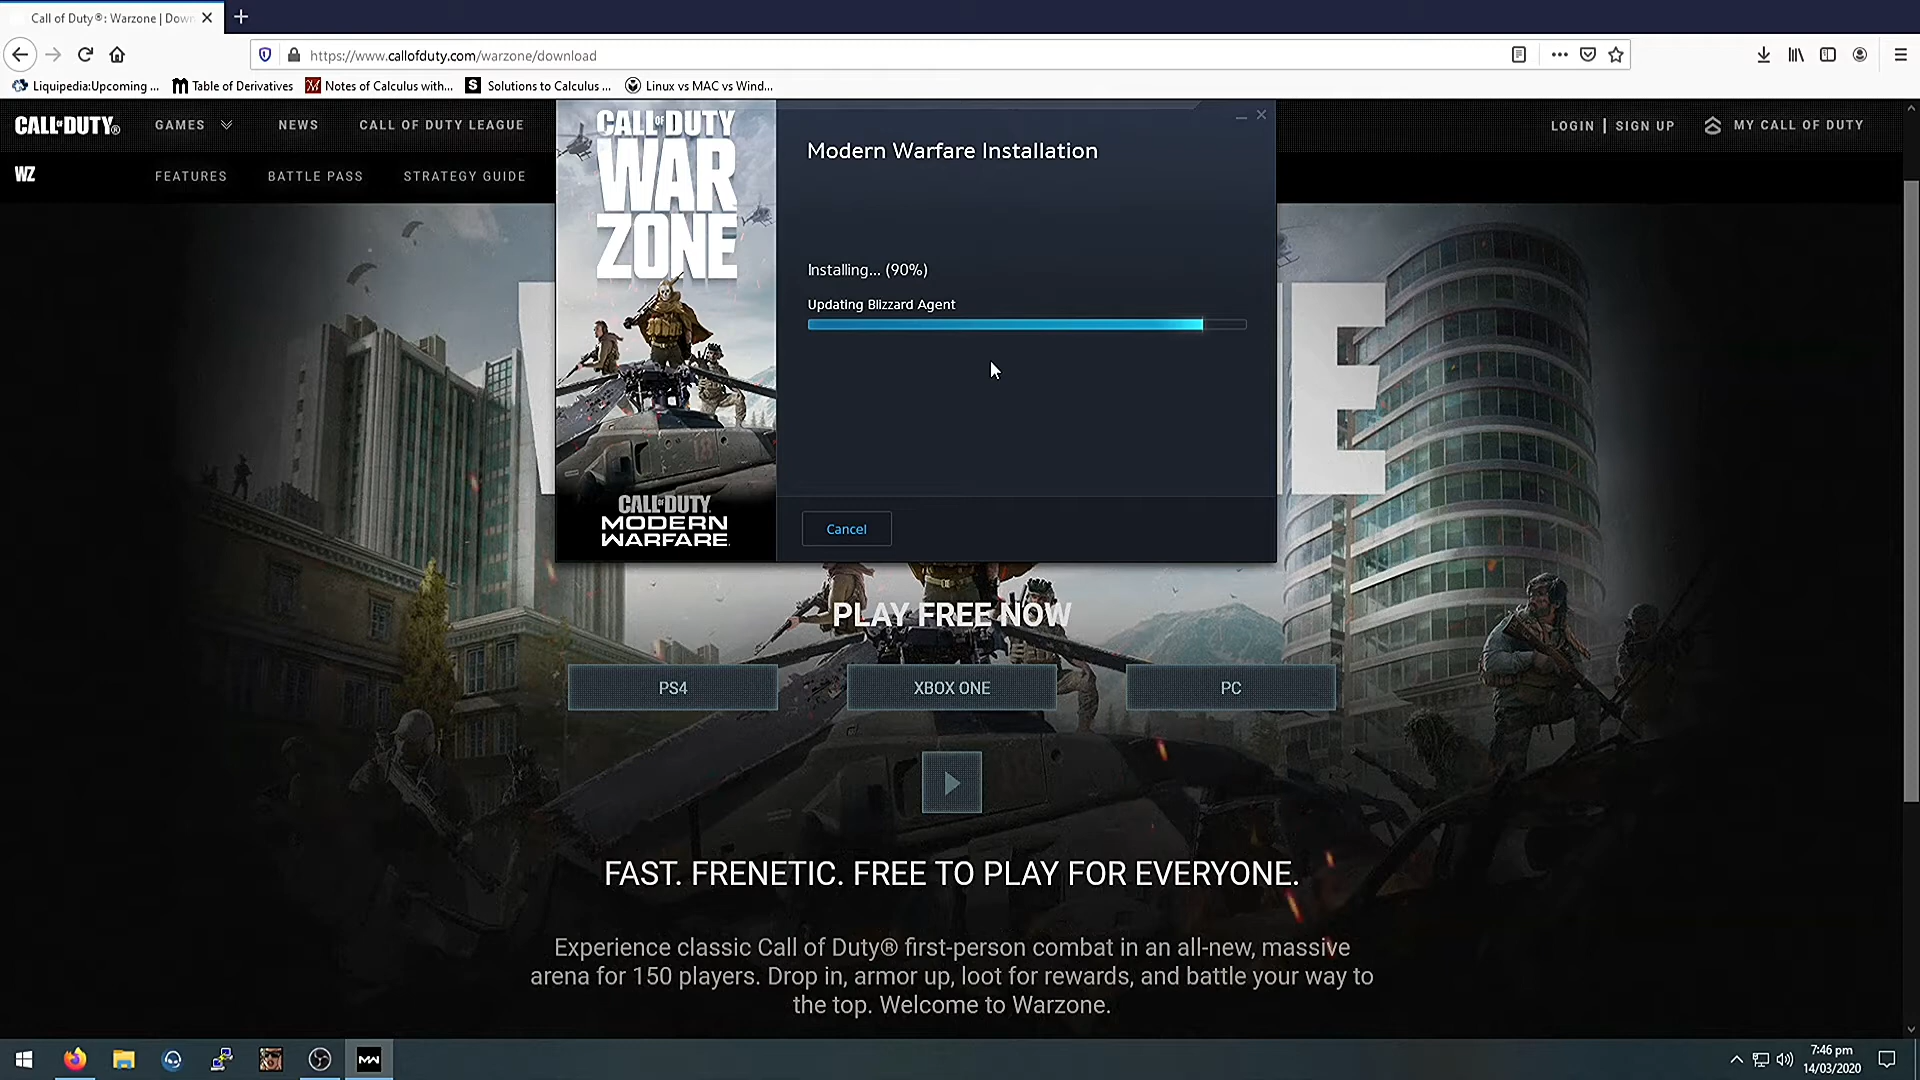 Call of Duty®: Warzone | Down
https://www.callofduty.com/warzone/download
Liquipedia:Upcoming ...
Table of Derivatives
Notes of Calculus with...
Solutions to Calculus ...
Linux vs MAC vs Wind...
CALL OF DUTY®
GAMES
NEWS
CALL OF DUTY LEAGUE
LOGIN | SIGN UP
MY CALL OF DUTY
WZ
FEATURES
BATTLE PASS
STRATEGY GUIDE
CALL OF DUTY
WAR
ZONE
CALL OF DUTY
MODERN
WARFARE
Modern Warfare Installation
Installing... (90%)
Updating Blizzard Agent
Cancel
E
PLAY FREE NOW
PS4
XBOX ONE
PC
FAST. FRENETIC. FREE TO PLAY FOR EVERYONE.
Experience classic Call of Duty® first-person combat in an all-new, massive
arena for 150 players. Drop in, armor up, loot for rewards, and battle your way to
the top. Welcome to Warzone.
MW
7:46 pm
14/03/2020